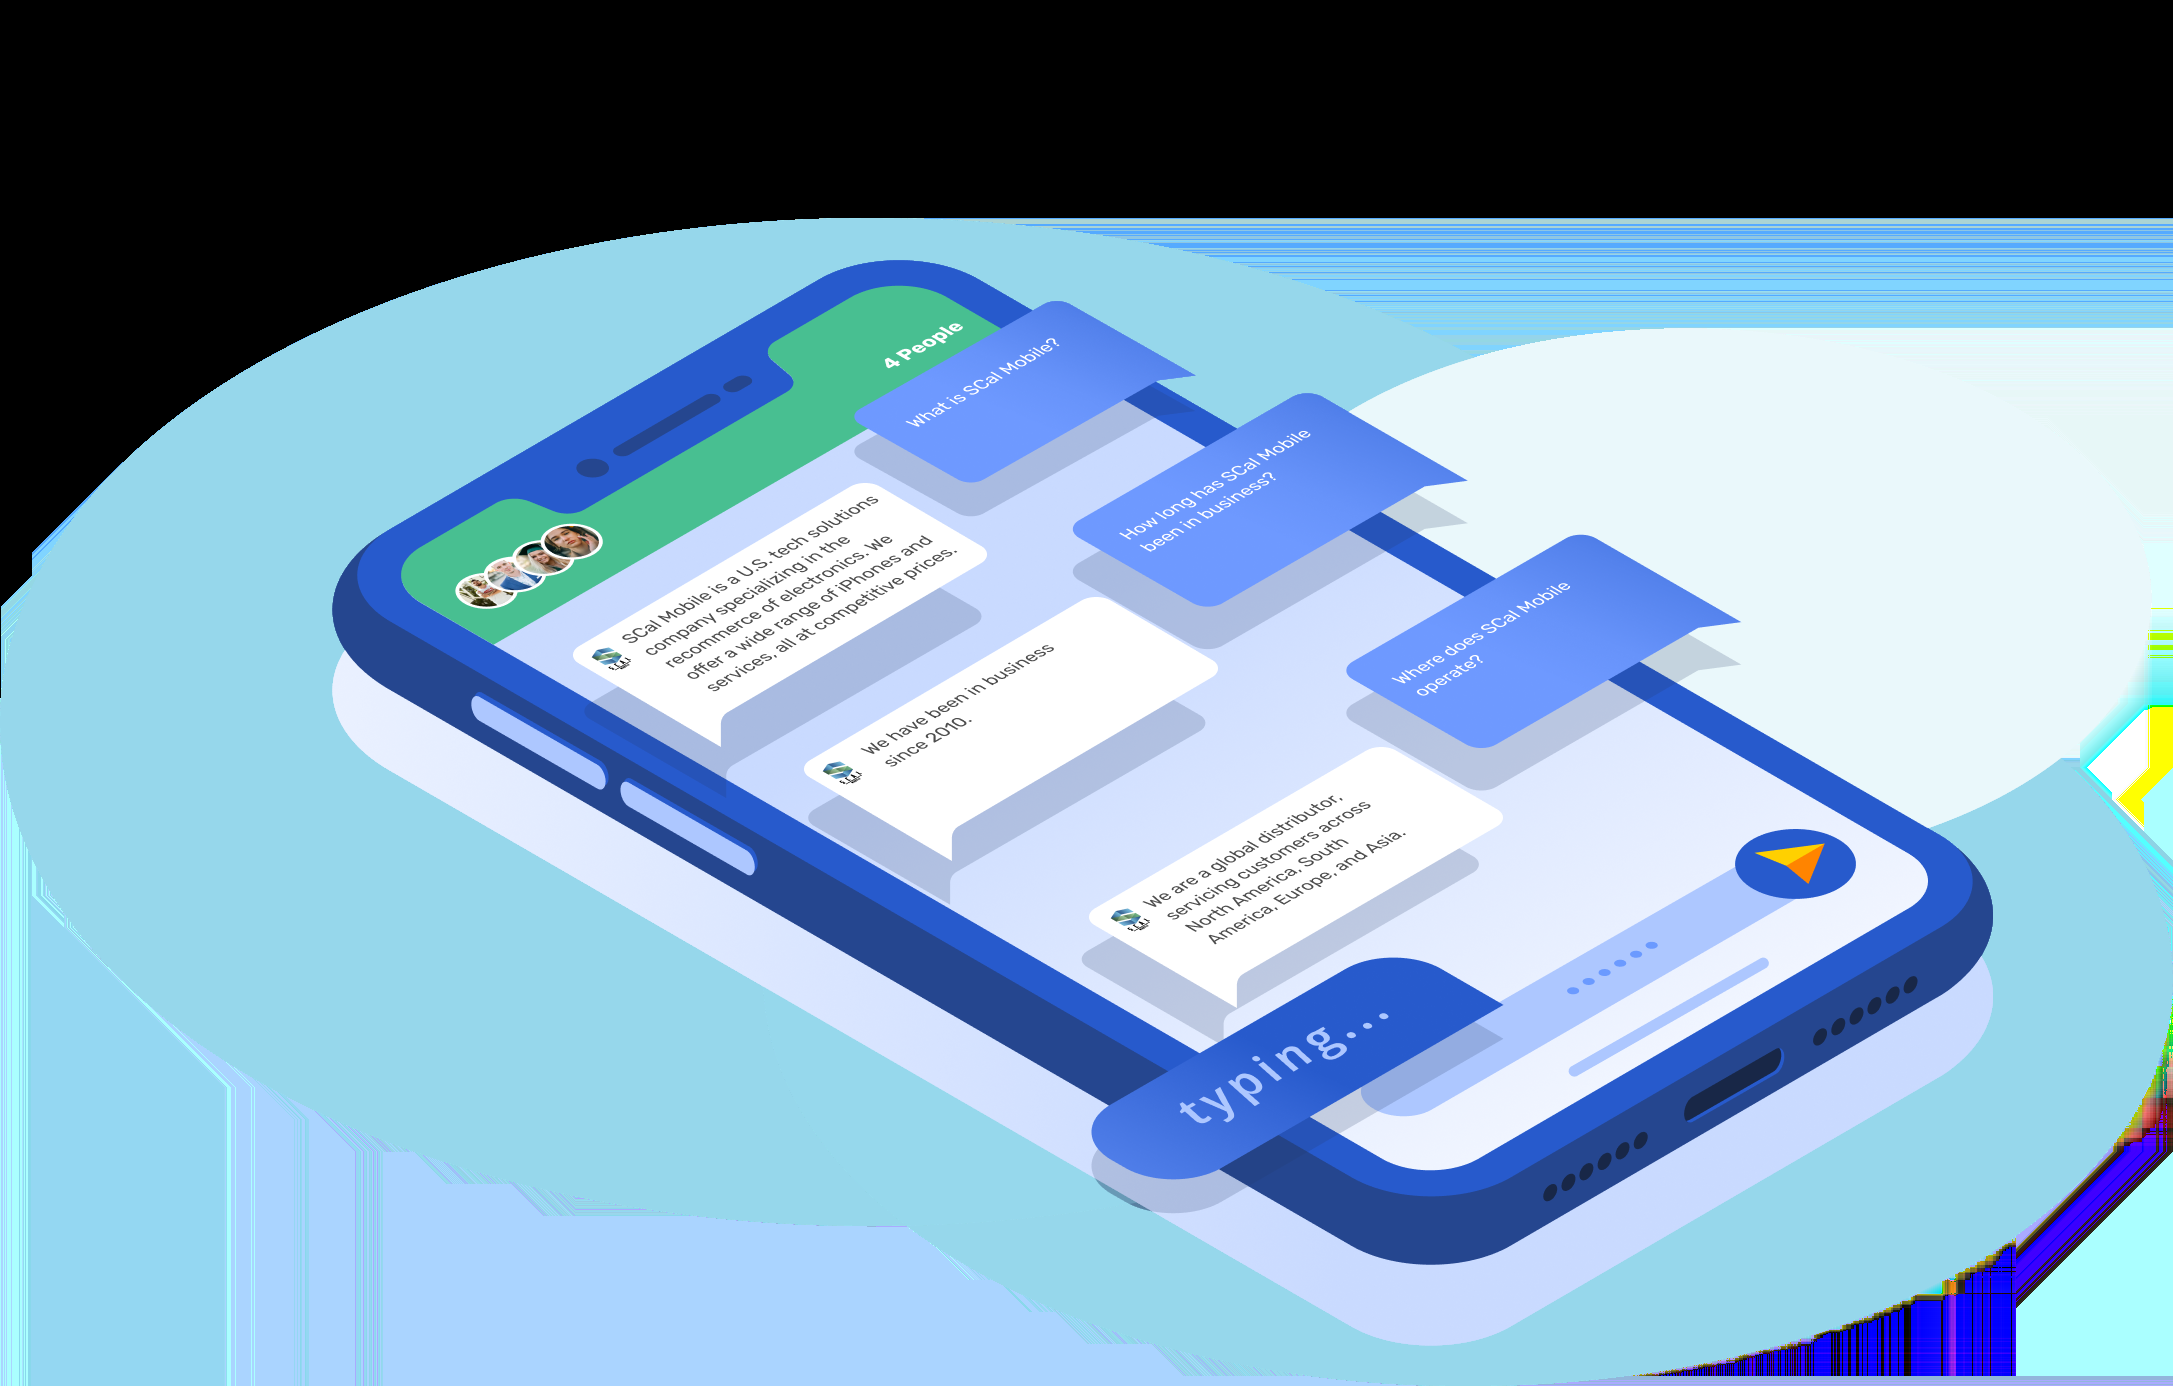 4 People
What is SCal Mobile?
SCal Mobile is a U.S. tech solutions
company specializing in the
recommerce of electronics. We
offer a wide range of iPhones and
services, all at competitive prices.
How long has SCal Mobile
been in business?
We have been in business
since 2010.
Where does SCal Mobile
operate?
We are a global distributor,
servicing customers across
North America, South
America, Europe, and Asia.
typing...